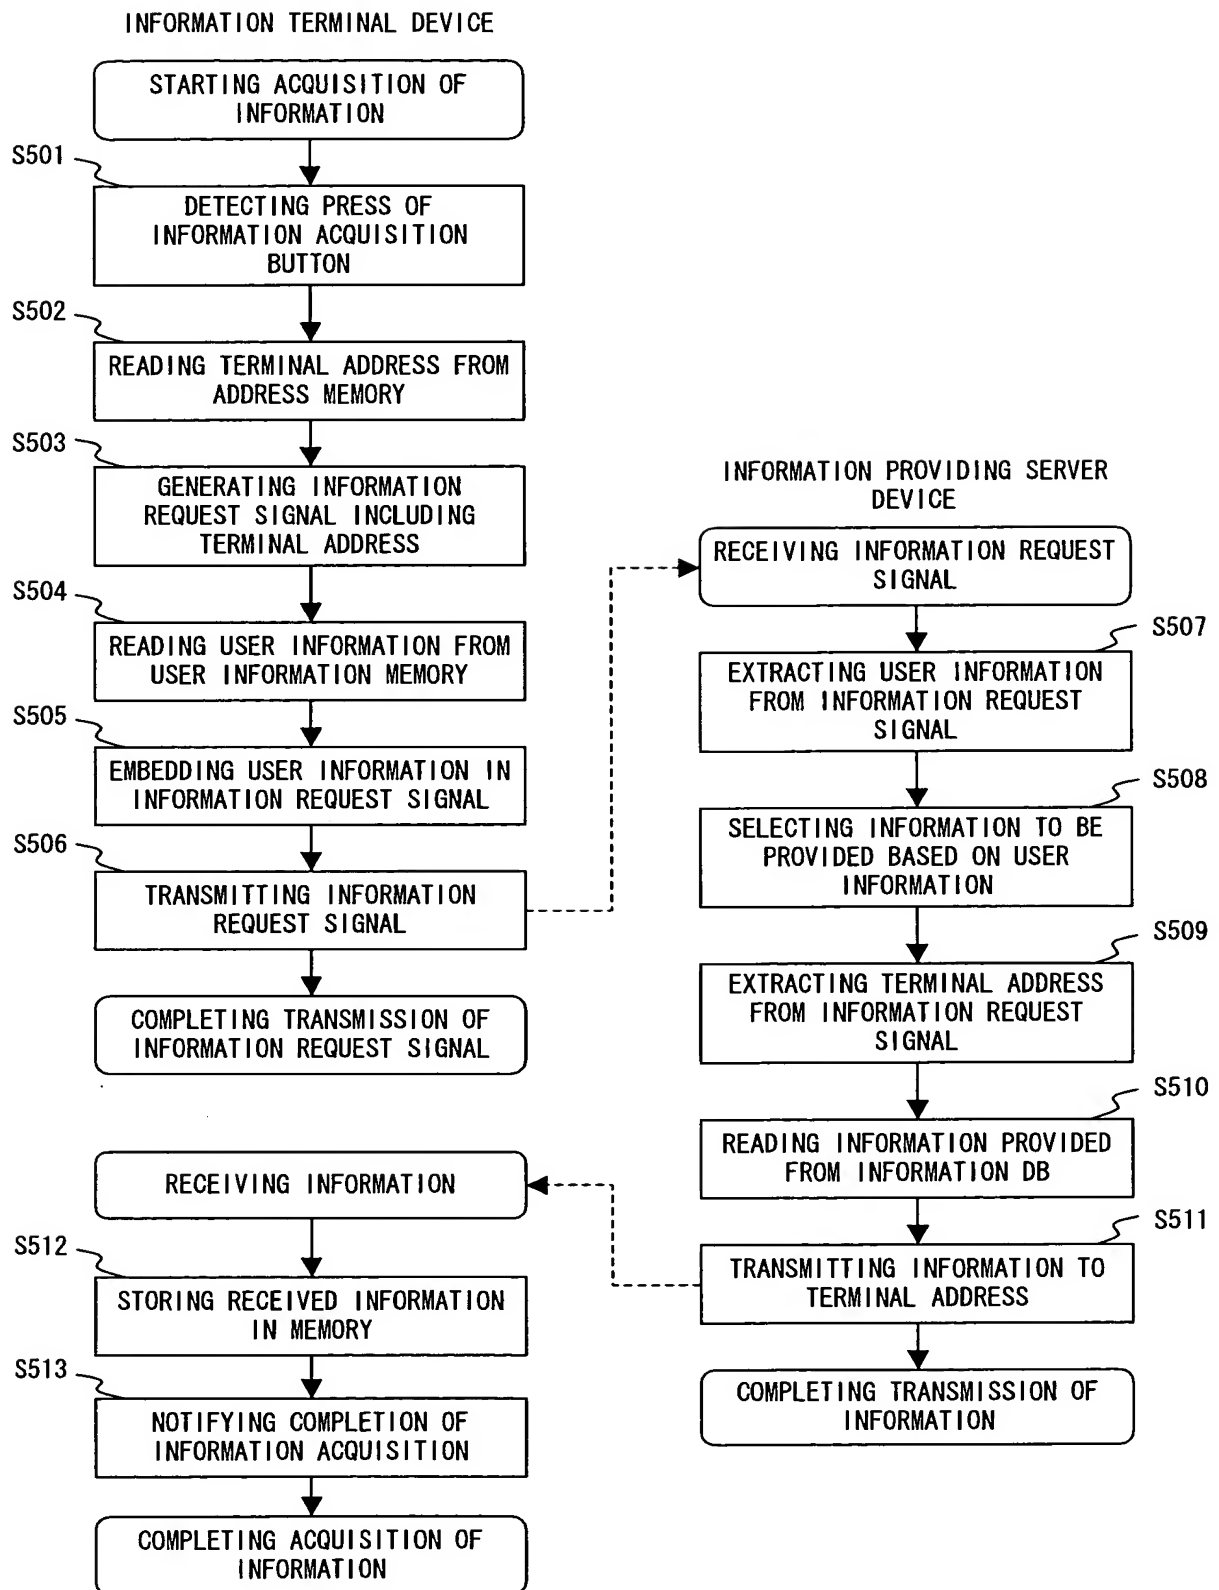 INFORMATION TERMINAL DEVICE
STARTING ACQUISITION OF
INFORMATION
S501
DETECTING PRESS OF
INFORMATION ACQUISITION
BUTTON
S502
READING TERMINAL ADDRESS FROM
ADDRESS MEMORY
S503
GENERATING INFORMATION
REQUEST SIGNAL INCLUDING
TERMINAL ADDRESS
S504
READING USER INFORMATION FROM
USER INFORMATION MEMORY
S505
EMBEDDING USER INFORMATION IN
INFORMATION REQUEST SIGNAL
S506
TRANSMITTING INFORMATION
REQUEST SIGNAL
COMPLETING TRANSMISSION OF
INFORMATION REQUEST SIGNAL
RECEIVING INFORMATION
S512
STORING RECEIVED INFORMATION
IN MEMORY
S513
NOTIFYING COMPLETION OF
INFORMATION ACQUISITION
COMPLETING ACQUISITION OF
INFORMATION
INFORMATION PROVIDING SERVER
DEVICE
RECEIVING INFORMATION REQUEST
SIGNAL
S507
EXTRACTING USER INFORMATION
FROM INFORMATION REQUEST
SIGNAL
S508
SELECTING INFORMATION TO BE
PROVIDED BASED ON USER
INFORMATION
S509
EXTRACTING TERMINAL ADDRESS
FROM INFORMATION REQUEST
SIGNAL
S510
READING INFORMATION PROVIDED
FROM INFORMATION DB
S511
TRANSMITTING INFORMATION TO
TERMINAL ADDRESS
COMPLETING TRANSMISSION OF
INFORMATION